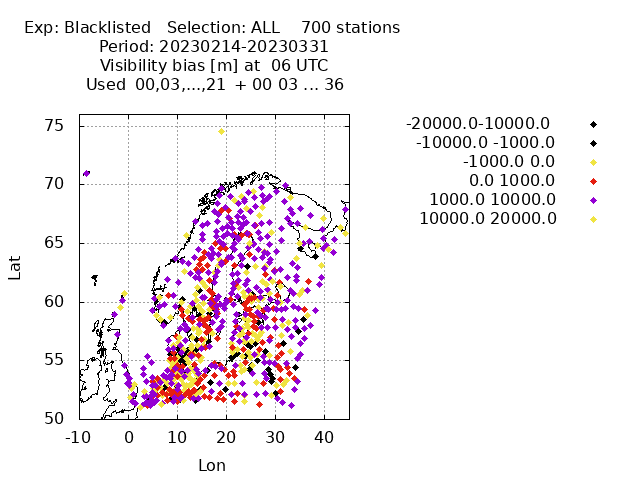 Exp: Blacklisted   Selection: ALL    700 stations
Period: 20230214-20230331
Visibility bias [m] at  06 UTC
Used  00,03,...,21  + 00 03 ... 36
-20000.0-10000.0
-10000.0 -1000.0
-1000.0 0.0
0.0 1000.0
1000.0 10000.0
10000.0 20000.0
75
70
65
60
55
50
Lat
-10 0 10 20 30 40
Lon